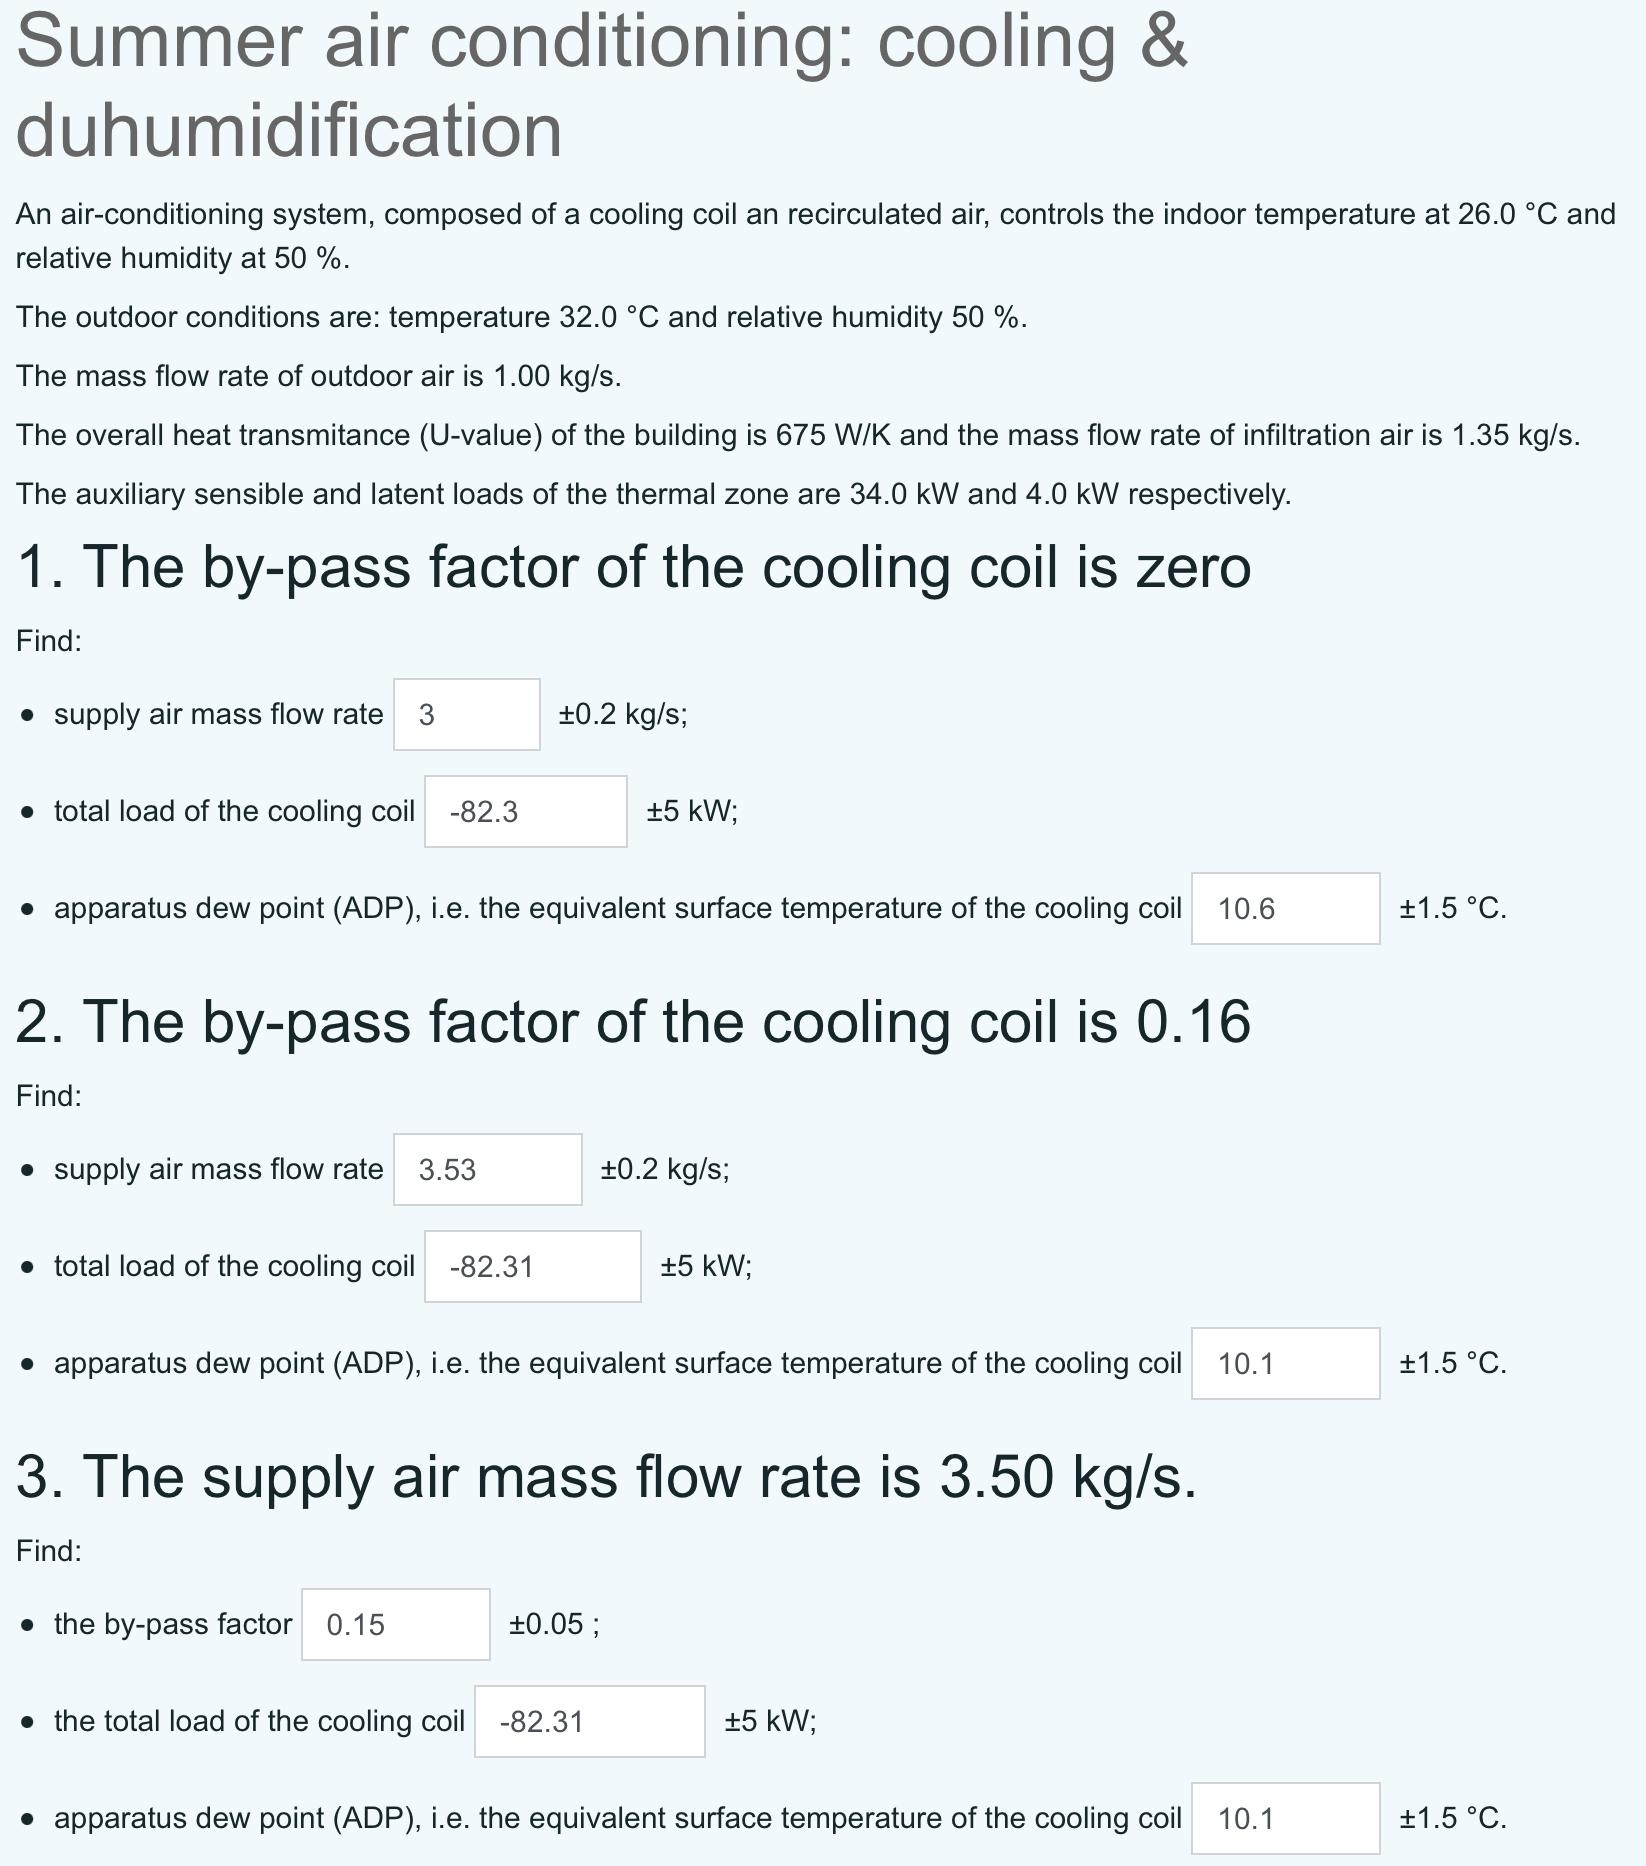 Summer air conditioning: cooling &
duhumidification
An air-conditioning system, composed of a cooling coil an recirculated air, controls the indoor temperature at 26.0 °C and
relative humidity at 50 %.
The outdoor conditions are: temperature 32.0 °C and relative humidity 50 %.
The mass flow rate of outdoor air is 1.00 kg/s.
The overall heat transmitance (U-value) of the building is 675 W/K and the mass flow rate of infiltration air is 1.35 kg/s.
The auxiliary sensible and latent loads of the thermal zone are 34.0 kW and 4.0 kW respectively.
1. The by-pass factor of the cooling coil is zero
Find:
• supply air mass flow rate 3 ±0.2 kg/s;
• total load of the cooling coil -82.3 ±5 kW;
• apparatus dew point (ADP), i.e. the equivalent surface temperature of the cooling coil 10.6 ±1.5 °C.
2. The by-pass factor of the cooling coil is 0.16
Find:
• supply air mass flow rate 3.53 ±0.2 kg/s;
• total load of the cooling coil -82.31 ±5 kW;
• apparatus dew point (ADP), i.e. the equivalent surface temperature of the cooling coil 10.1 ±1.5 °C.
3. The supply air mass flow rate is 3.50 kg/s.
Find:
• the by-pass factor 0.15 ±0.05 ;
• the total load of the cooling coil -82.31 ±5 kW;
• apparatus dew point (ADP), i.e. the equivalent surface temperature of the cooling coil 10.1 ±1.5 °C.